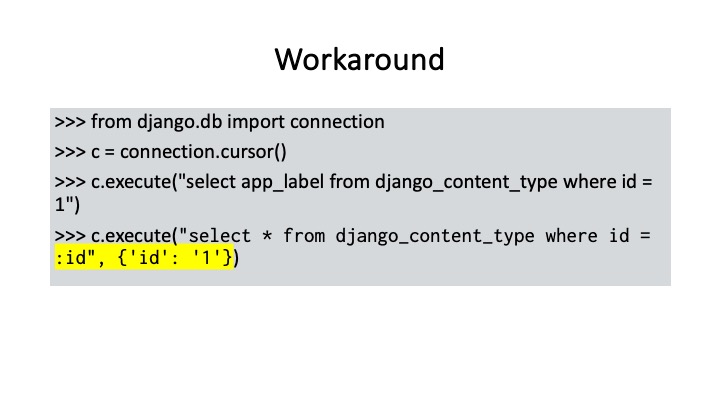 Workaround
>>> from django.db import connection
>>> c = connection.cursor()
>>> c.execute("select app_label from django_content_type where id =
1")
>>> c.execute("select * from django_content_type where id =
:id", {'id': '1'})